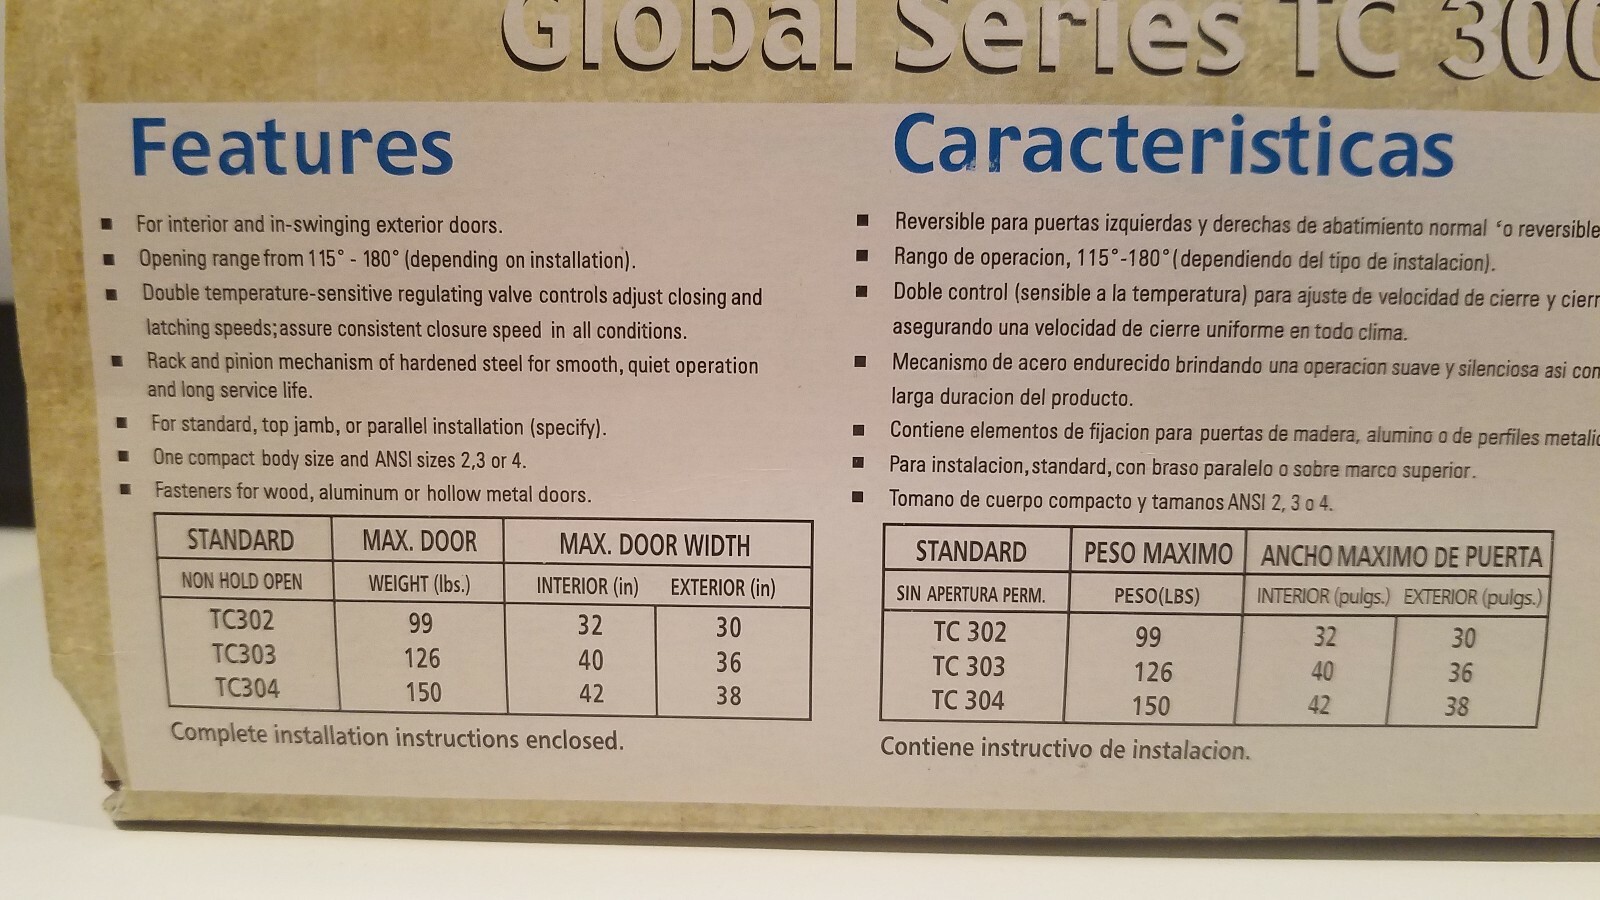 Global Series TC 300
Features
For interior and in-swinging exterior doors.
Opening range from 115° - 180° (depending on installation).
Double temperature-sensitive regulating valve controls adjust closing and
latching speeds; assure consistent closure speed in all conditions.
Rack and pinion mechanism of hardened steel for smooth, quiet operation
and long service life.
For standard, top jamb, or parallel installation (specify).
One compact body size and ANSI sizes 2,3 or 4.
Fasteners for wood, aluminum or hollow metal doors.
STANDARD MAX. DOOR MAX. DOOR WIDTH
NON HOLD OPEN WEIGHT (lbs.) INTERIOR (in) EXTERIOR (in)
TC302 99 32 30
TC303 126 40 36
TC304 150 42 38
Complete installation instructions enclosed.
Caracteristicas
Reversible para puertas izquierdas y derechas de abatimiento normal ‘o reversible
Rango de operacion, 115°-180° (dependiendo del tipo de instalacion).
Doble control (sensible a la temperatura) para ajuste de velocidad de cierre y
asegurando una velocidad de cierre uniforme en todo clima.
Mecanismo de acero endurecido brindando una operacion suave y silenciosa asi
larga duracion del producto.
Contiene elementos de fijacion para puertas de madera, alumino o de perfiles
Para instalacion, standard, con braso paralelo o sobre marco superior.
Tomano de cuerpo compacto y tamanos ANSI 2, 3 o 4.
STANDARD PESO MAXIMO ANCHO MAXIMO DE PUERTA
SIN APERTURA PERM. PESO(LBS) INTERIOR (pulgs.) EXTERIOR (pulgs.)
TC 302 99 32 30
TC 303 126 40 36
TC 304 150 42 38
Contiene instructivo de instalacion.